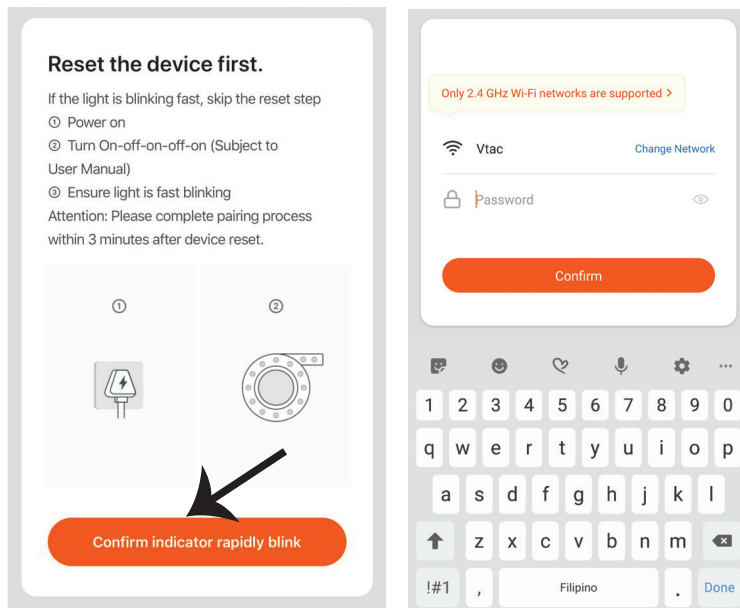 Reset the device first.
If the light is blinking fast, skip the reset step
① Power on
② Turn On-off-on-off-on (Subject to
User Manual)
③ Ensure light is fast blinking
Attention: Please complete pairing process
within 3 minutes after device reset.
①
②
Confirm indicator rapidly blink
Only 2.4 GHz Wi-Fi networks are supported >
Vtac Change Network
Password
Confirm
1 2 3 4 5 6 7 8 9 0
q w e r t y u i o p
a s d f g h j k l
z x c v b n m
!#1 , Filipino . Done